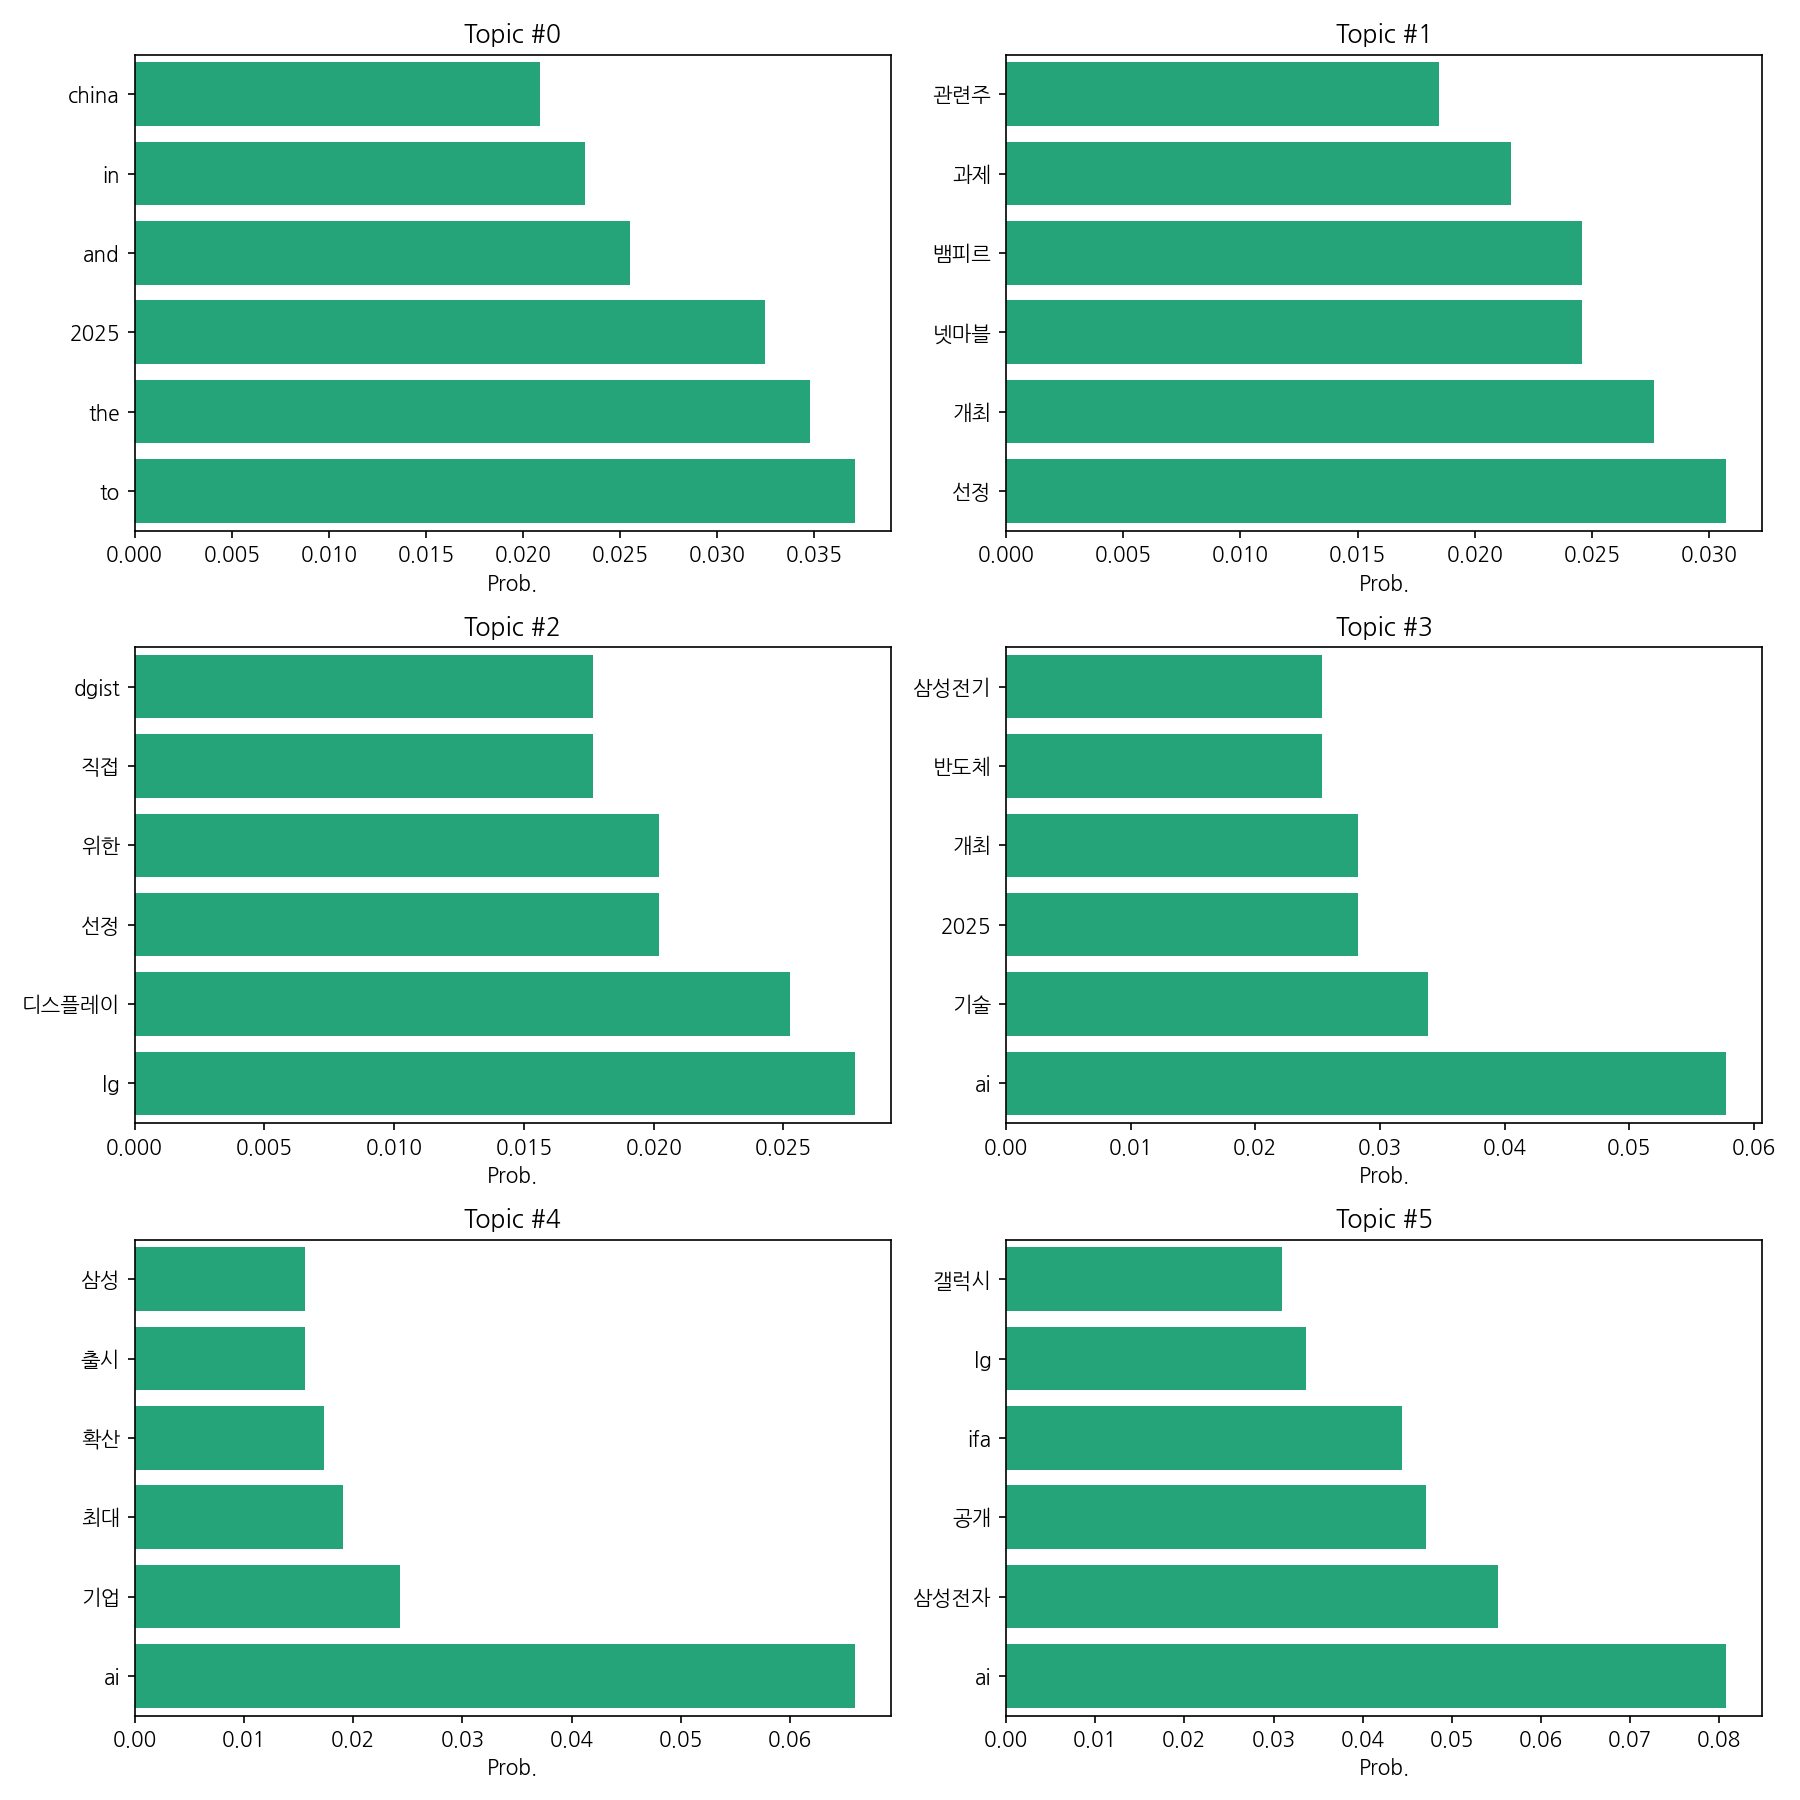 Topic #0
china
in
and
2025
the
to
0.000 0.005 0.010 0.015 0.020 0.025 0.030 0.035
Prob.
Topic #1
관련주
과제
뱀피르
넷마블
개최
선정
0.000 0.005 0.010 0.015 0.020 0.025 0.030
Prob.
Topic #2
dgist
직접
위한
선정
디스플레이
lg
0.000 0.005 0.010 0.015 0.020 0.025
Prob.
Topic #3
삼성전기
반도체
개최
2025
기술
ai
0.00 0.01 0.02 0.03 0.04 0.05 0.06
Prob.
Topic #4
삼성
출시
확산
최대
기업
ai
0.00 0.01 0.02 0.03 0.04 0.05 0.06
Prob.
Topic #5
갤럭시
lg
ifa
공개
삼성전자
ai
0.00 0.01 0.02 0.03 0.04 0.05 0.06 0.07 0.08
Prob.